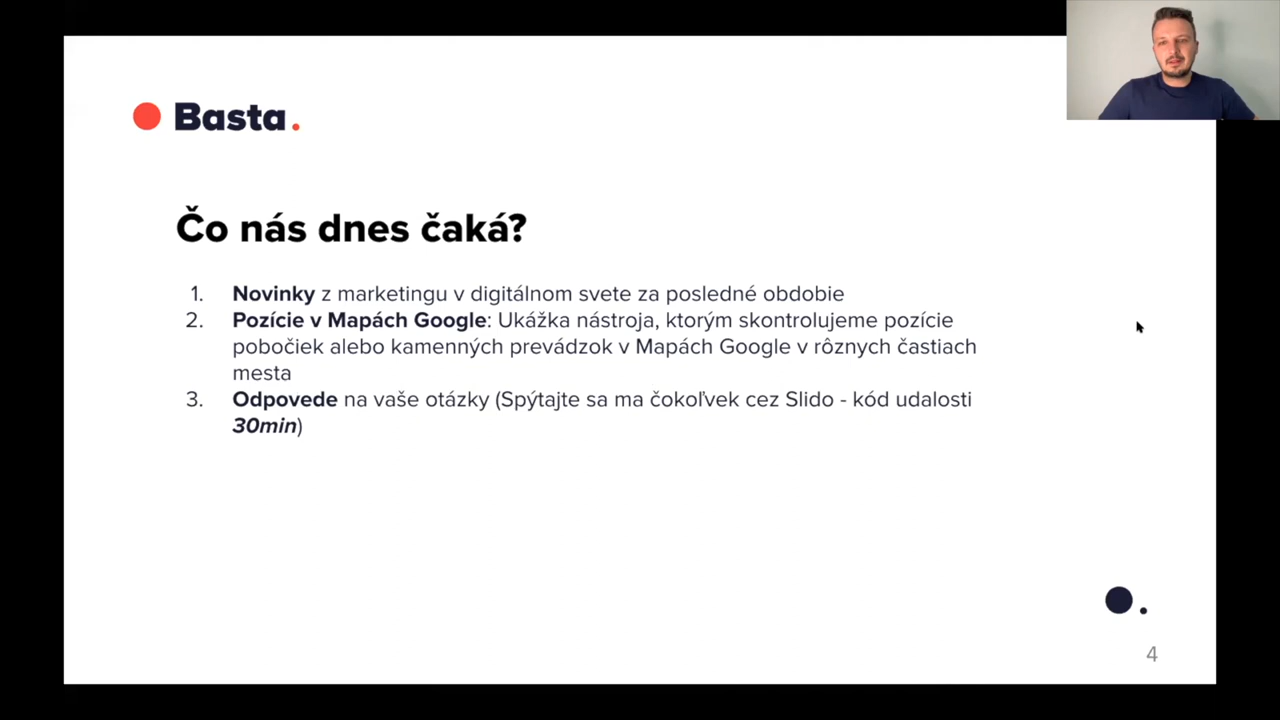 Basta.
Čo nás dnes čaká?
1. Novinky z marketingu v digitálnom svete za posledné obdobie
2. Pozície v Mapách Google: Ukážka nástroja, ktorým skontrolujeme pozície
pobočiek alebo kamenných prevádzok v Mapách Google v rôznych častiach
mesta
3. Odpovede na vaše otázky (Spýtajte sa ma čokoľvek cez Slido - kód udalosti
30min)
4